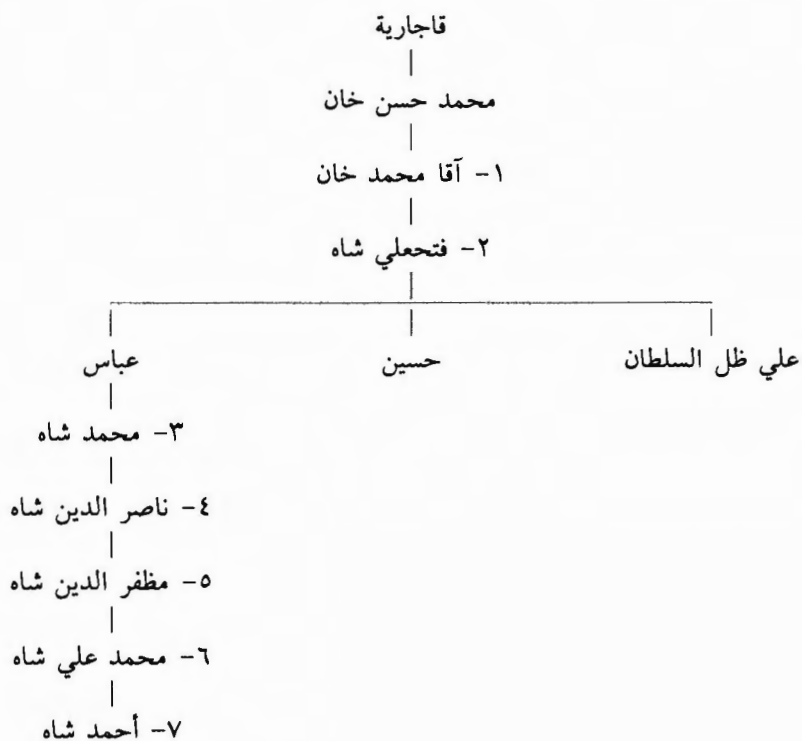 قاجارية
محمد حسن خان
١- آقا محمد خان
٢- فتحعلي شاه
علي ظل السلطان
حسين
عباس
٣- محمد شاه
٤- ناصر الدين شاه
٥- مظفر الدين شاه
٦- محمد علي شاه
٧- أحمد شاه